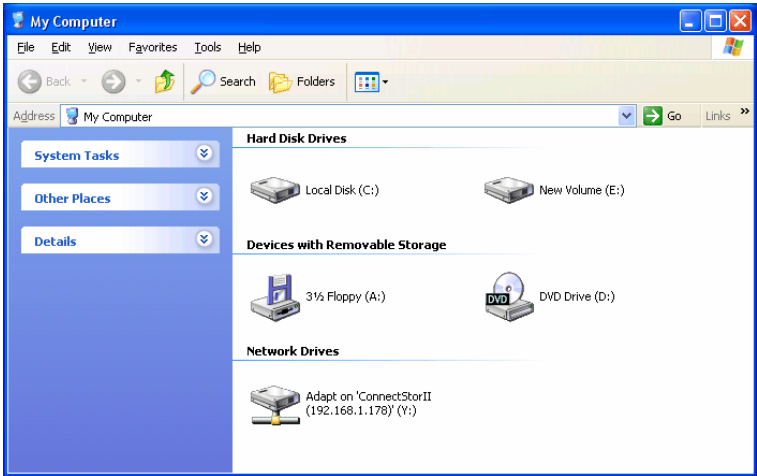 My Computer
File Edit View Favorites Tools Help
Back Search Folders
Address My Computer Go Links »
System Tasks
Other Places
Details
Hard Disk Drives
Local Disk (C:) New Volume (E:)
Devices with Removable Storage
3½ Floppy (A:) DVD DVD Drive (D:)
Network Drives
Adapt on 'ConnectStorII
(192.168.1.178)' (Y:)